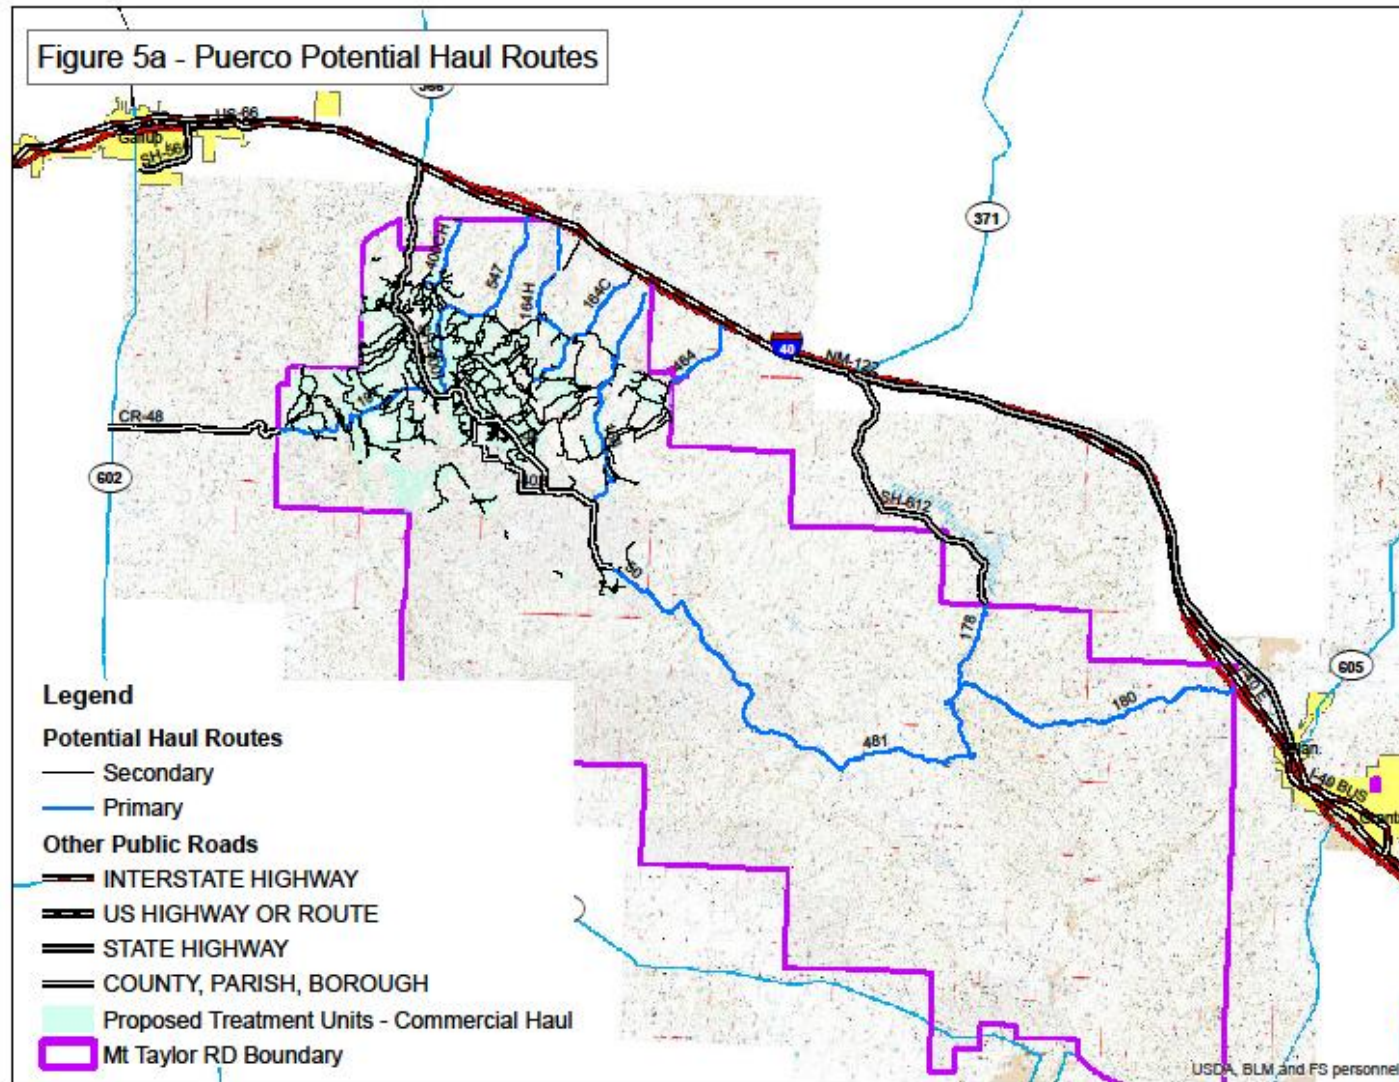 Figure 5a - Puerco Potential Haul Routes
US-66
Gallup
SH-564
371
400CH
547
164H
164C
484
40
NM-122
CR-48
602
SH-612
50
178
180
481
605
I-40 BUS
Legend
Potential Haul Routes
Secondary
Primary
Other Public Roads
INTERSTATE HIGHWAY
US HIGHWAY OR ROUTE
STATE HIGHWAY
COUNTY, PARISH, BOROUGH
Proposed Treatment Units - Commercial Haul
Mt Taylor RD Boundary
USDA, BLM and FS personnel